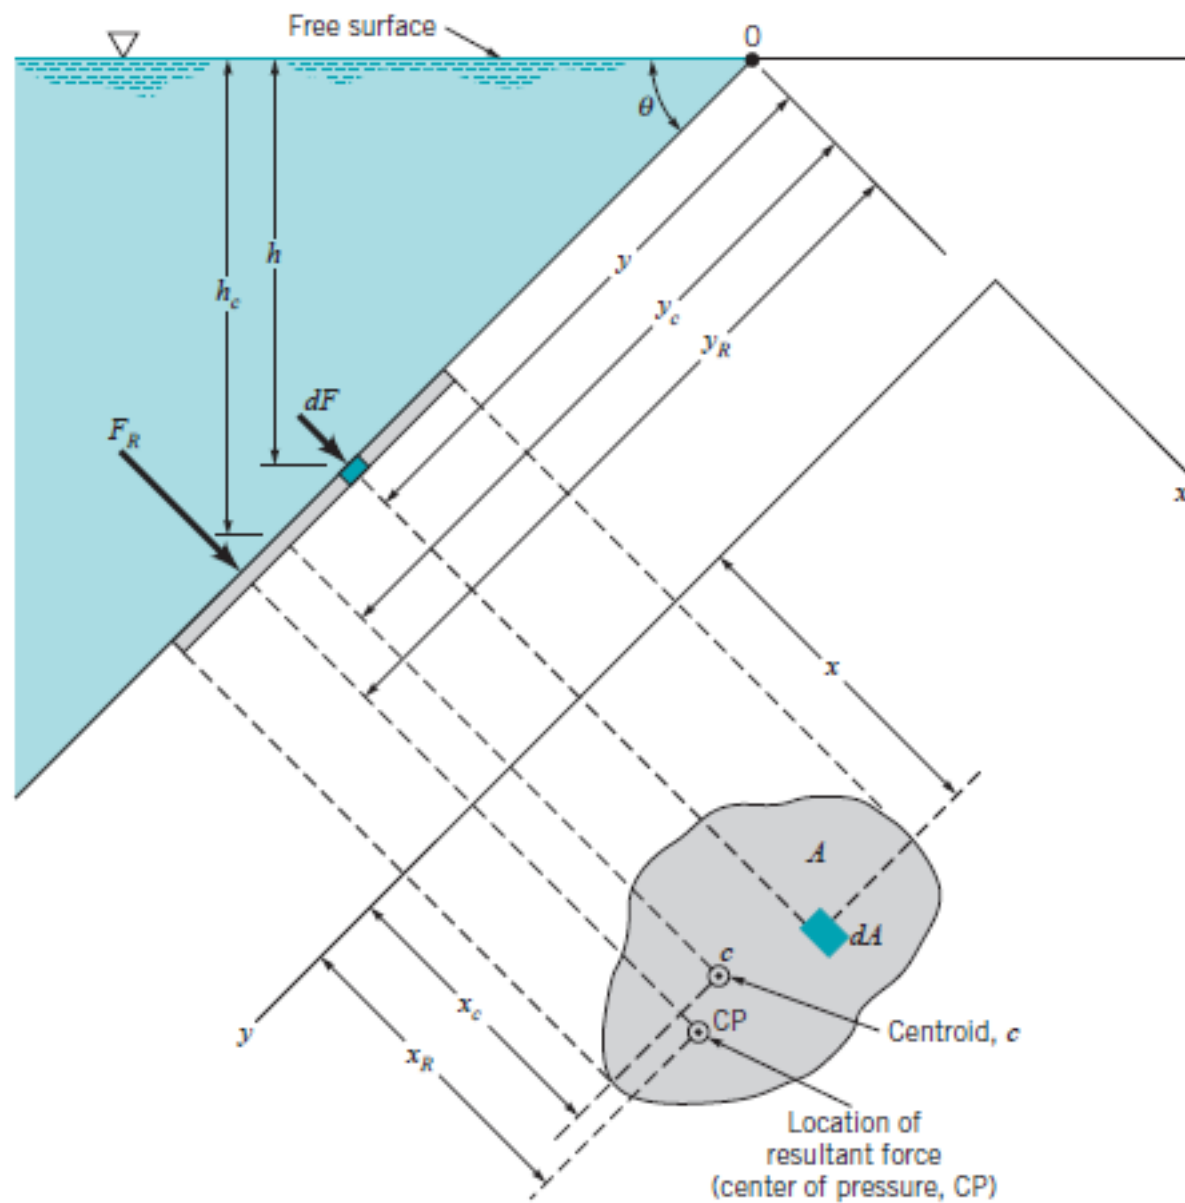 Free surface
0
θ
h
y
h_c
y_c
y_R
dF
F_R
x
x
A
dA
c
x_c
CP
y
Centroid, c
x_R
Location of
resultant force
(center of pressure, CP)